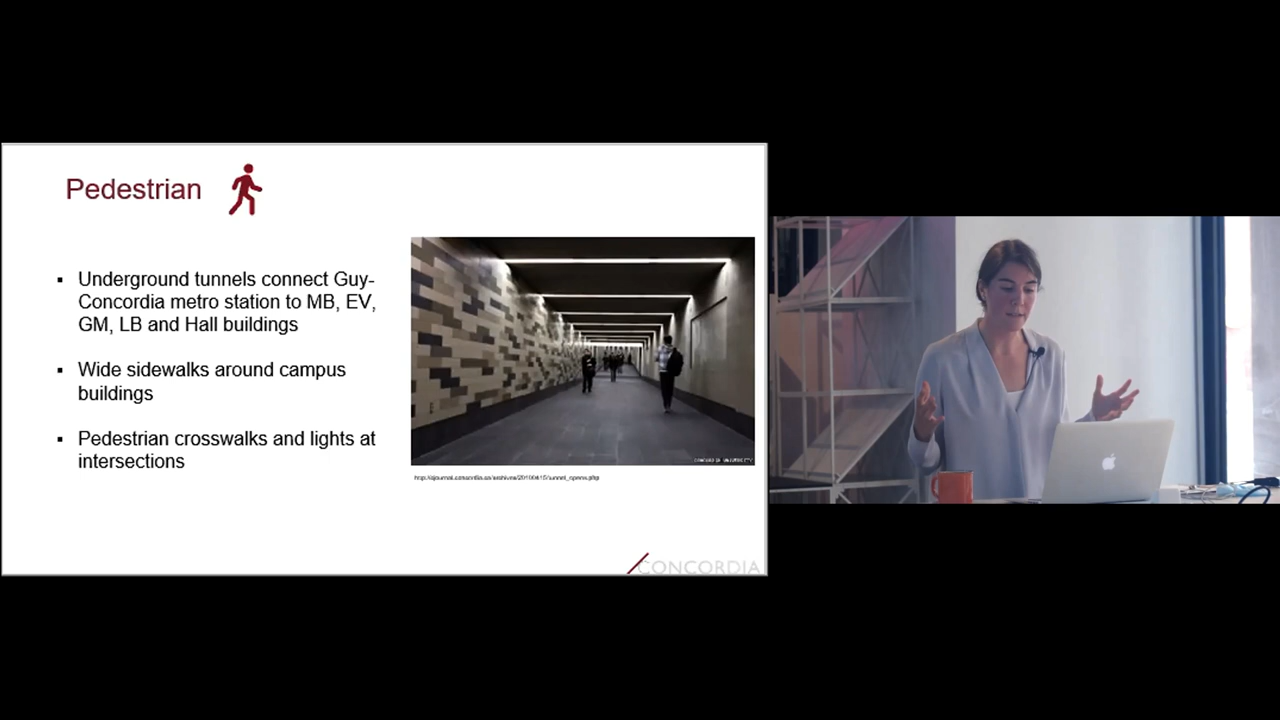 Pedestrian
▪ Underground tunnels connect Guy-
Concordia metro station to MB, EV,
GM, LB and Hall buildings
▪ Wide sidewalks around campus
buildings
▪ Pedestrian crosswalks and lights at
intersections
CONCORDIA